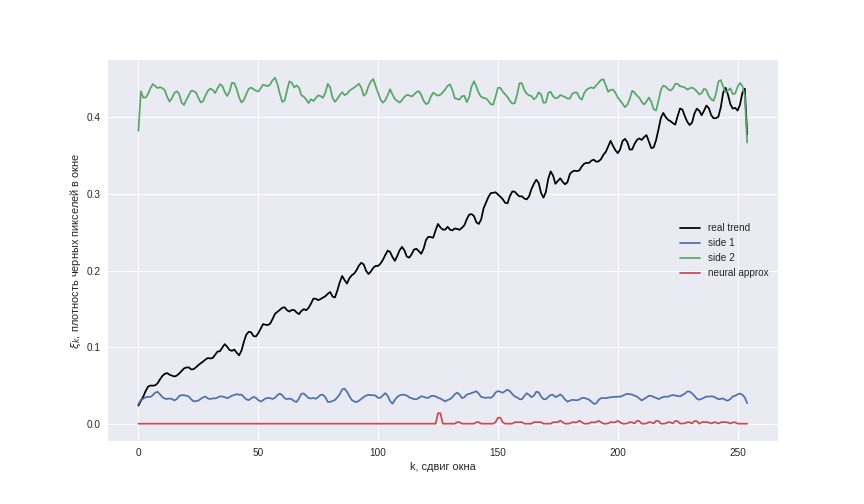 0.4
0.3
0.2
0.1
0.0
ξk, плотность черных пикселей в окне
real trend
side 1
side 2
neural approx
0 50 100 150 200 250
k, сдвиг окна